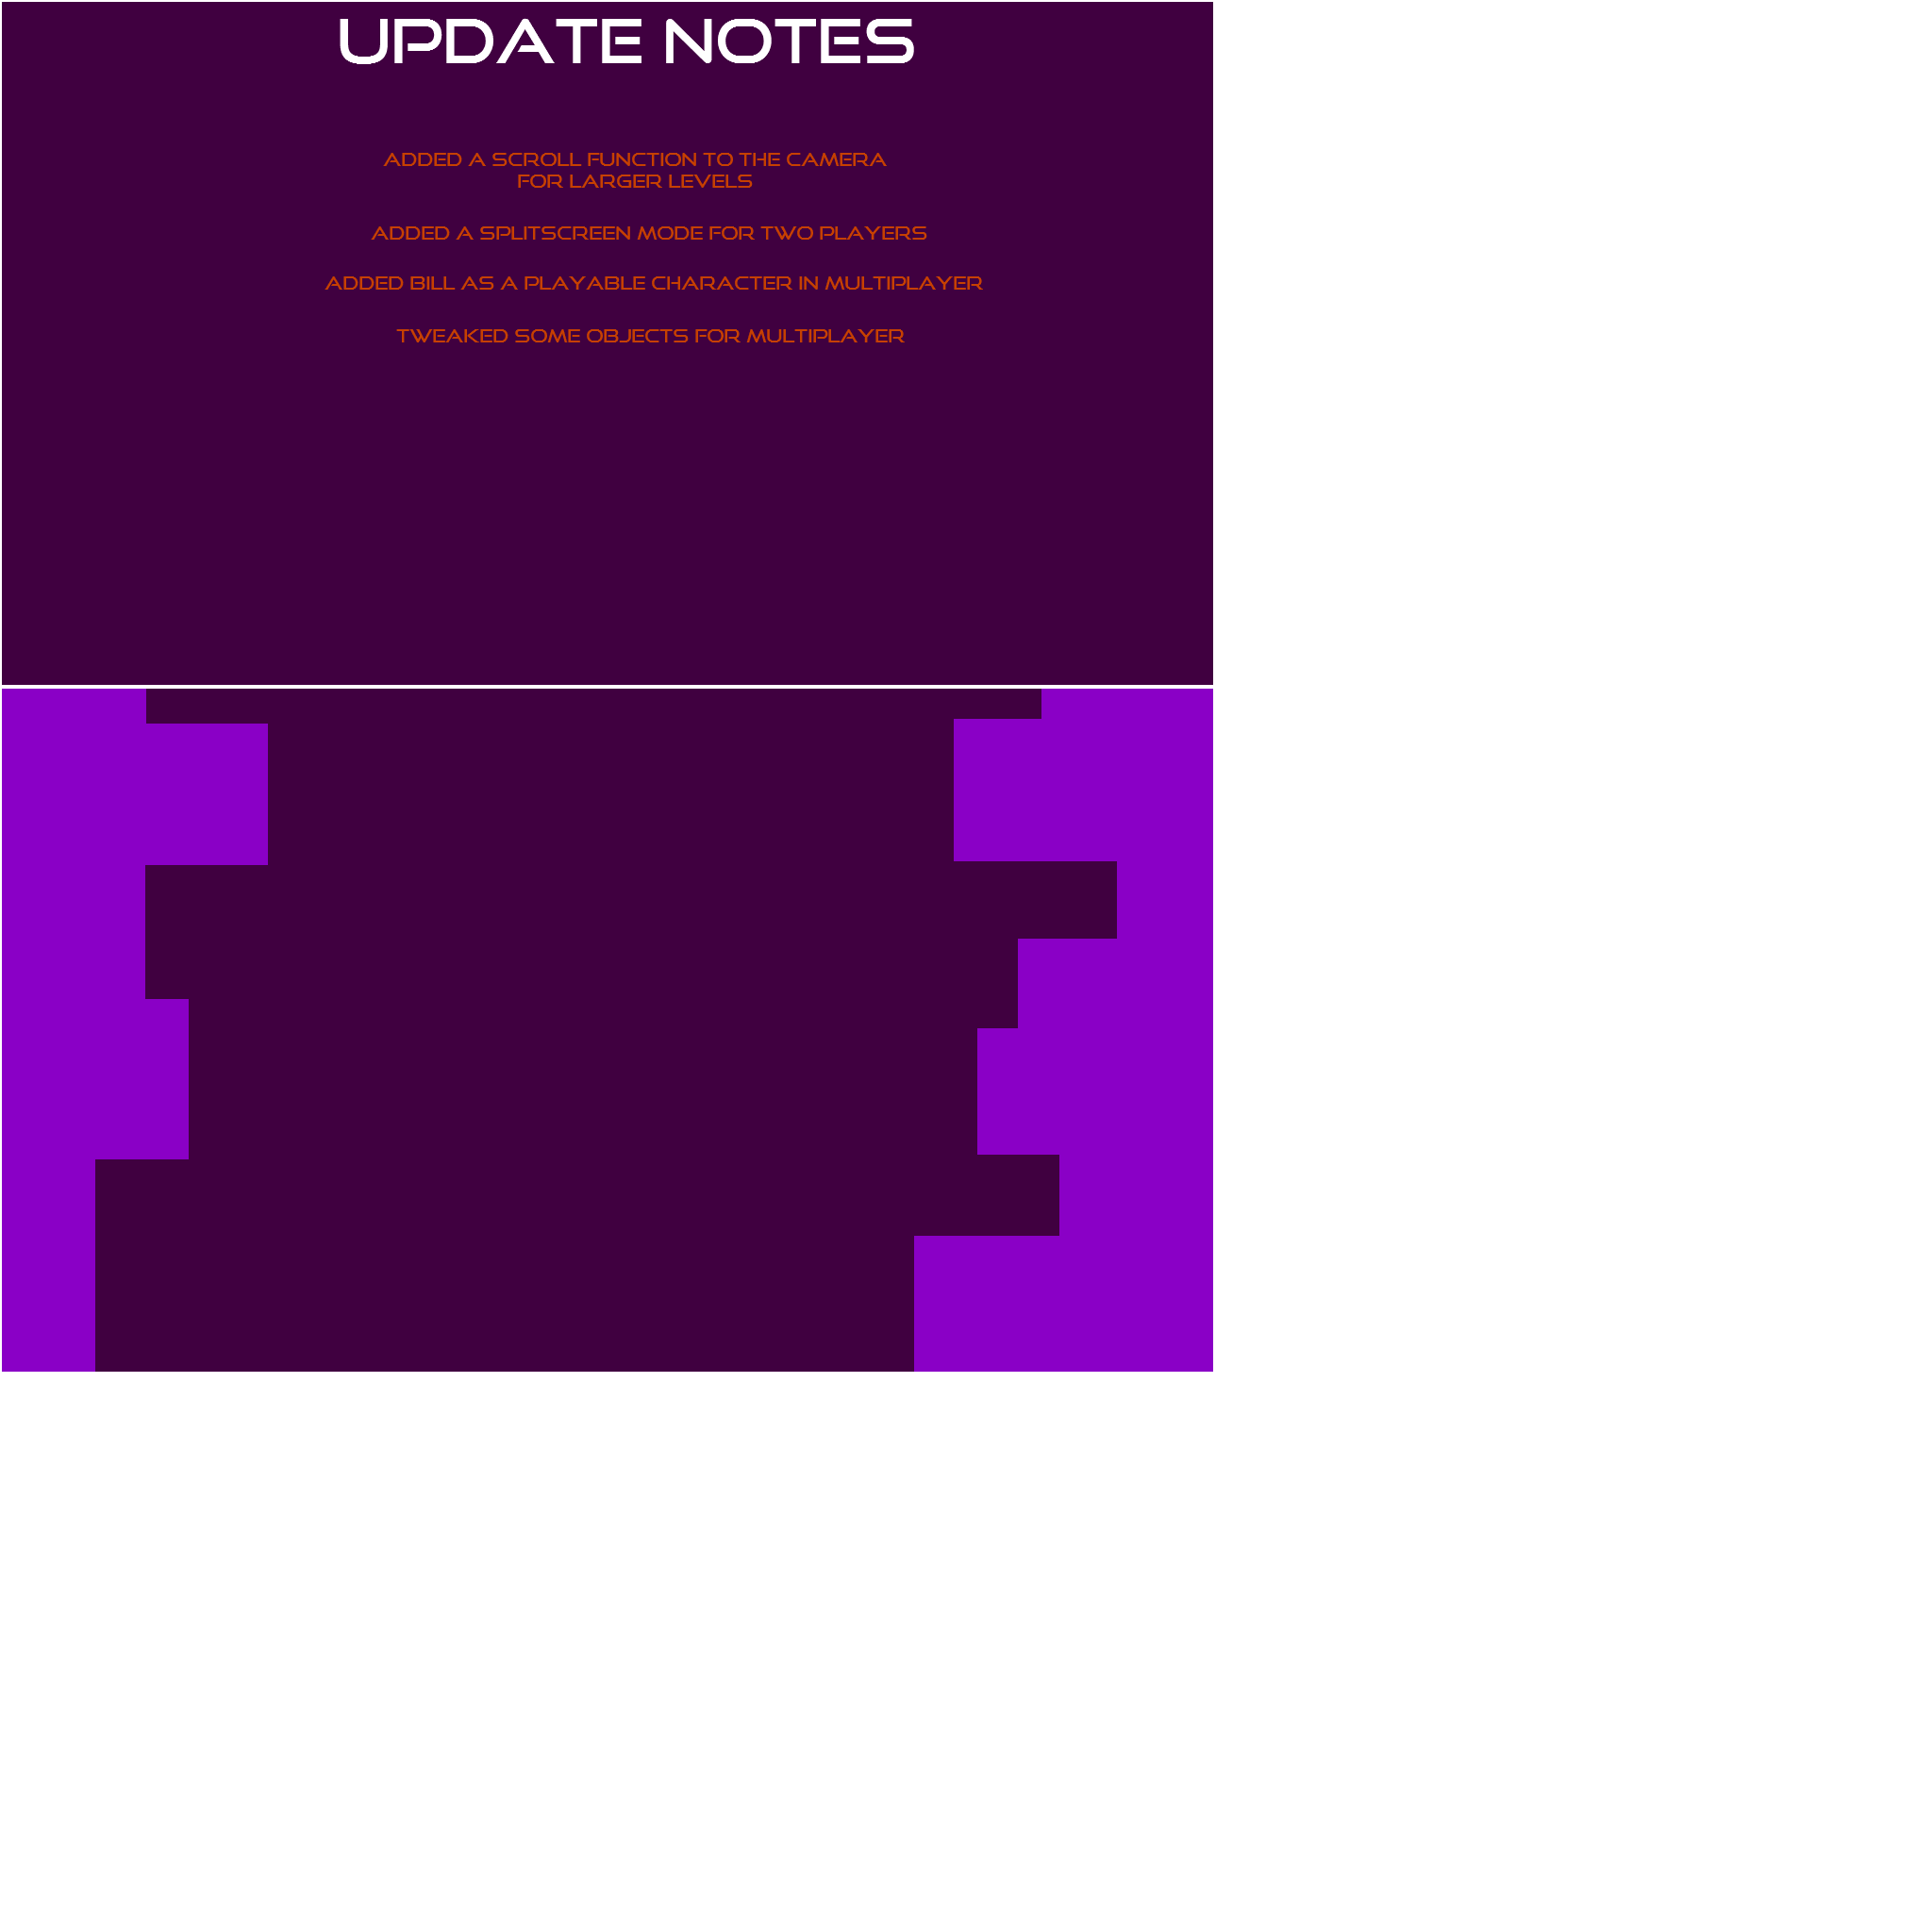 UPDATE NOTES
ADDED A SCROLL FUNCTION TO THE CAMERA
FOR LARGER LEVELS
ADDED A SPLITSCREEN MODE FOR TWO PLAYERS
ADDED BILL AS A PLAYABLE CHARACTER IN MULTIPLAYER
TWEAKED SOME OBJECTS FOR MULTIPLAYER